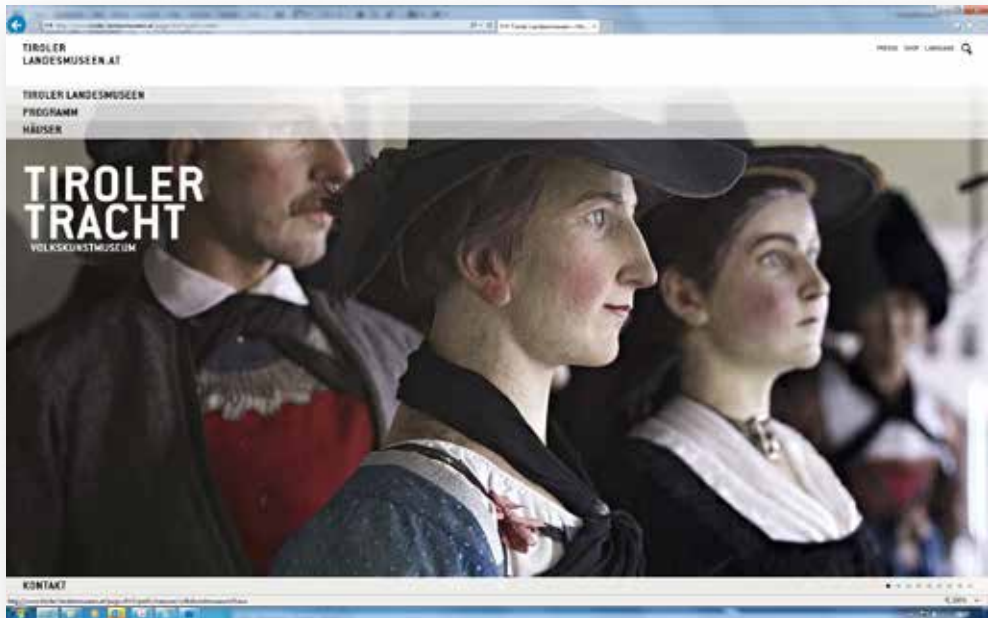 TIROLER
LANDESMUSEEN.AT
PRESSE SHOP LANGUAGE
TIROLER LANDESMUSEEN
PROGRAMM
HÄUSER
TIROLER
TRACHT
VOLKSKUNSTMUSEUM
KONTAKT